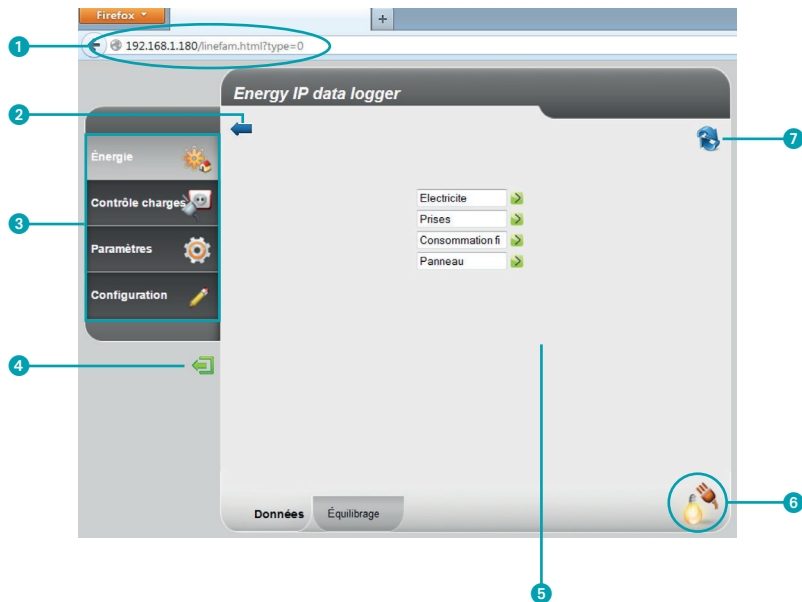 Firefox
+
1
192.168.1.180/linefam.html?type=0
Energy IP data logger
2
7
Énergie
Contrôle charges
3
Paramètres
Configuration
Electricite
Prises
Consommation fi
Panneau
4
6
Données
Équilibrage
5